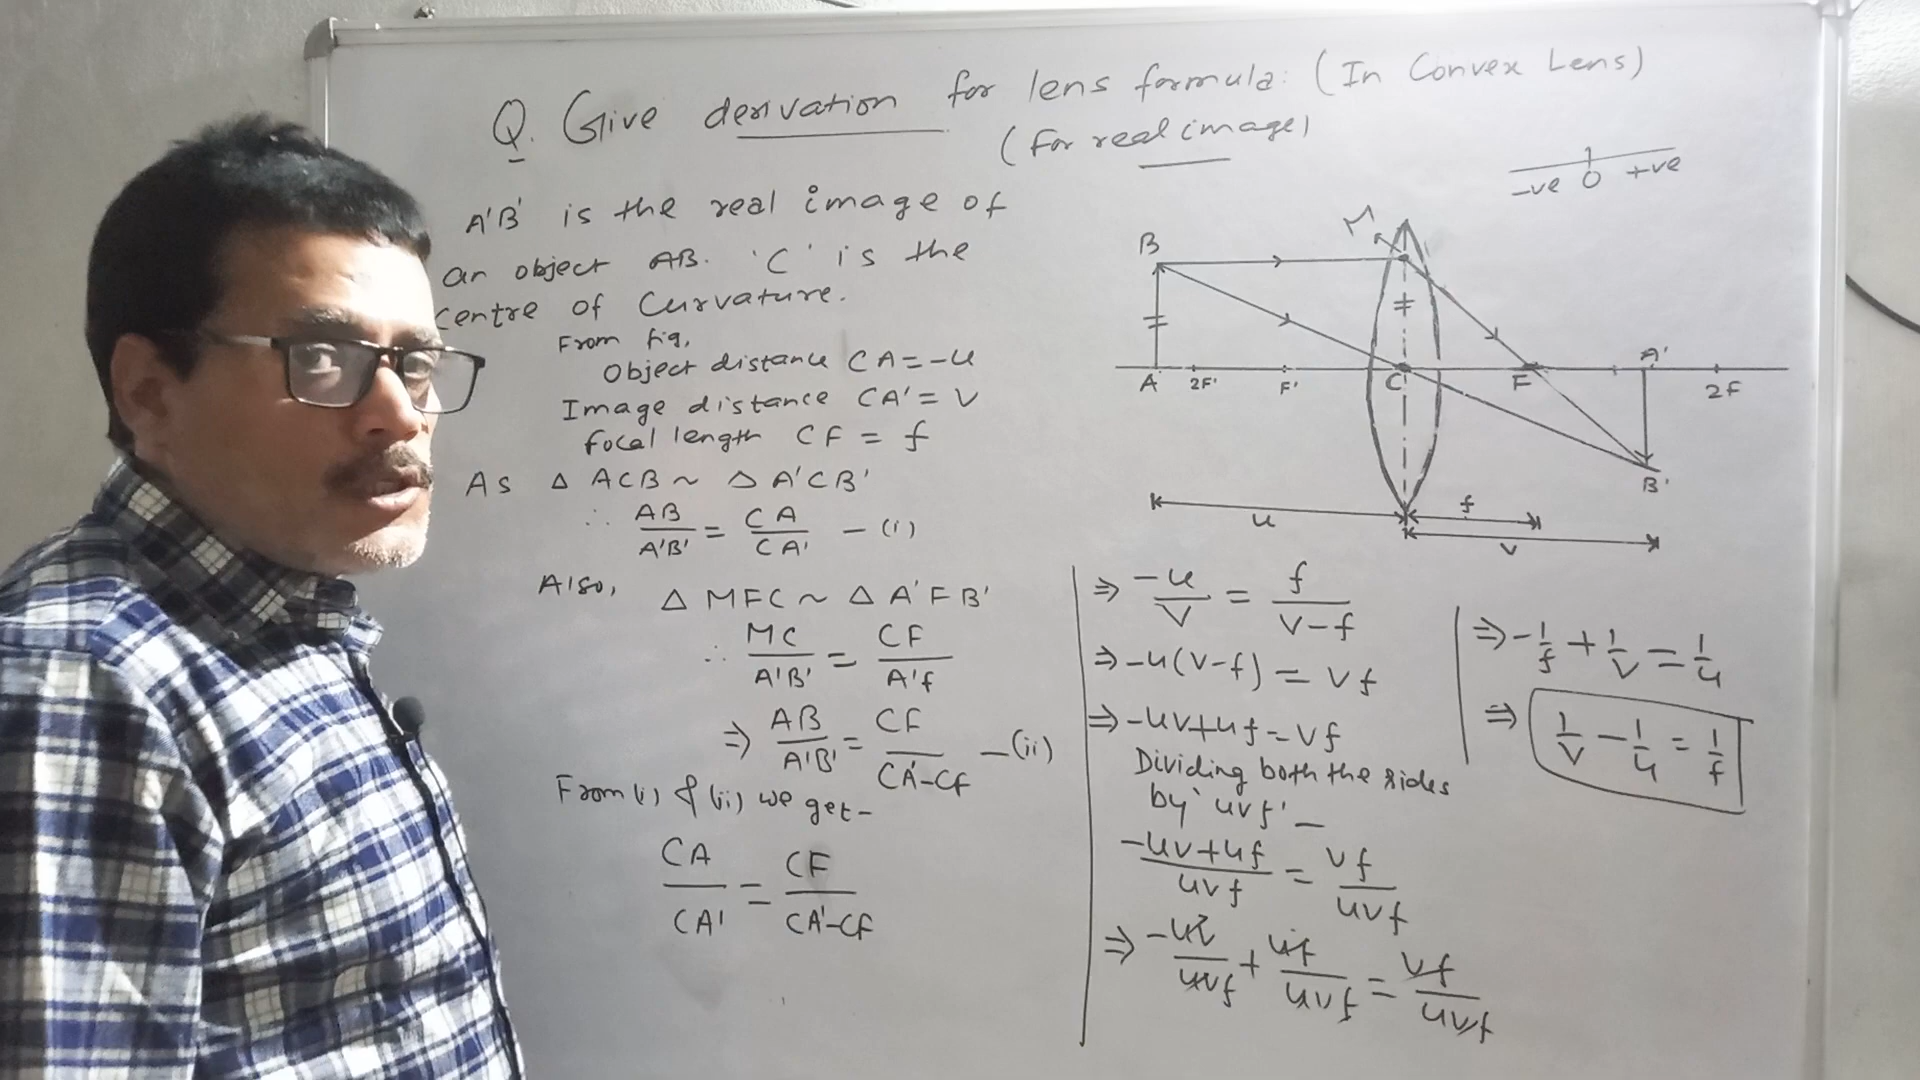 Q. Give derivation for lens formula: (In Convex Lens)
(For real image)
-ve 0 +ve
A'B' is the real image of
an object AB. 'C' is the
centre of Curvature.
From fig,
Object distance CA = -u
Image distance CA' = v
focal length CF = f
As △ ACB ~ △ A'CB'
∴ AB/A'B' = CA/CA' - (i)
Also, △ MFC ~ △ A'FB'
∴ MC/A'B' = CF/A'f
⇒ AB/A'B' = CF/CA'-Cf - (ii)
From (i) & (ii) we get -
CA/CA' = CF/CA'-CF
B M
A 2F' F' C F A' 2F
B'
u f
v
⇒ -u/v = f/v-f
⇒ -u(v-f) = vf
⇒ -uv+uf = vf
Dividing both the sides
by 'uvf' -
-uv+uf/uvf = vf/uvf
⇒ -uv/uvf + uf/uvf = vf/uvf
⇒ -1/f + 1/v = 1/u
⇒ 1/v - 1/u = 1/f